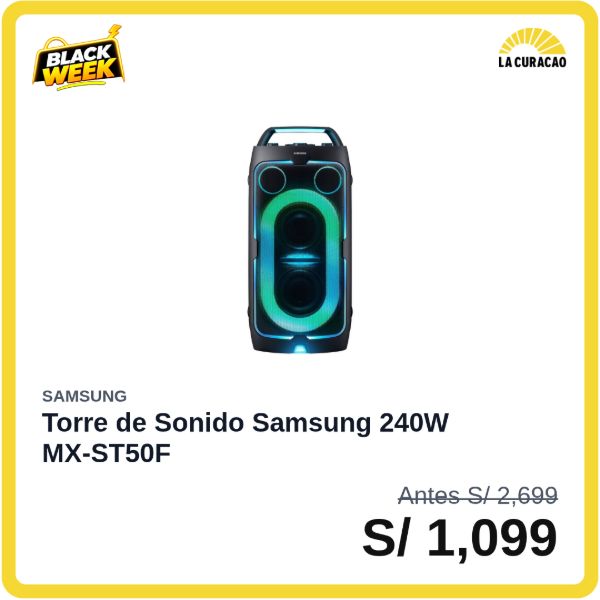 BLACK
WEEK
LA CURACAO
SAMSUNG
Torre de Sonido Samsung 240W
MX-ST50F
Antes S/ 2,699
S/ 1,099